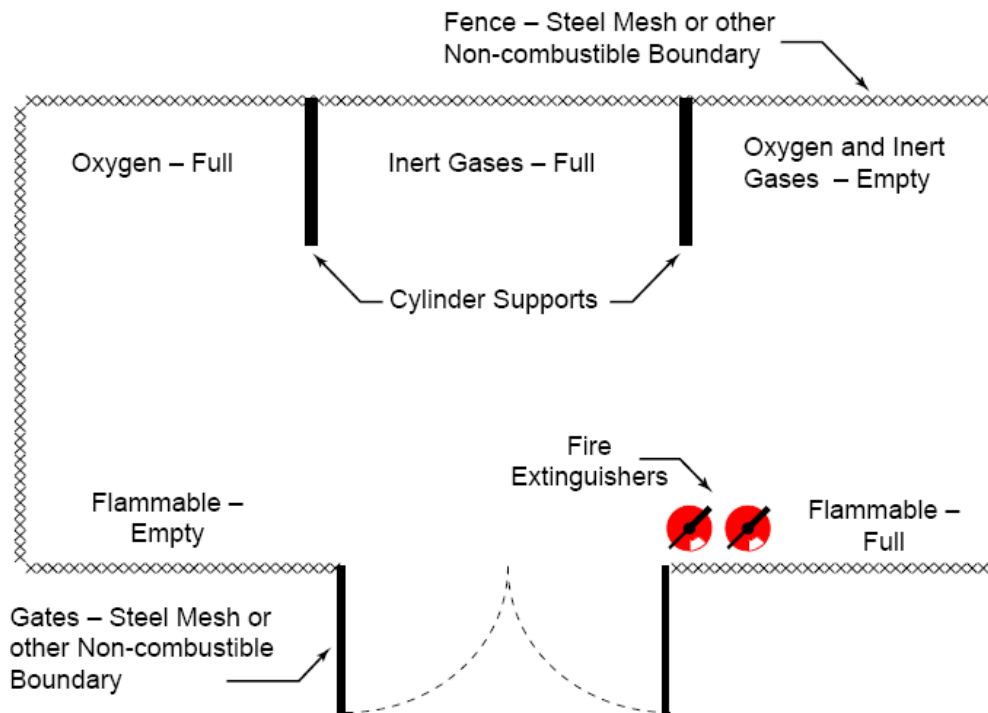 Fence – Steel Mesh or other
Non-combustible Boundary
Oxygen – Full
Inert Gases – Full
Oxygen and Inert
Gases – Empty
Cylinder Supports
Fire
Extinguishers
Flammable –
Empty
Flammable –
Full
Gates – Steel Mesh or
other Non-combustible
Boundary